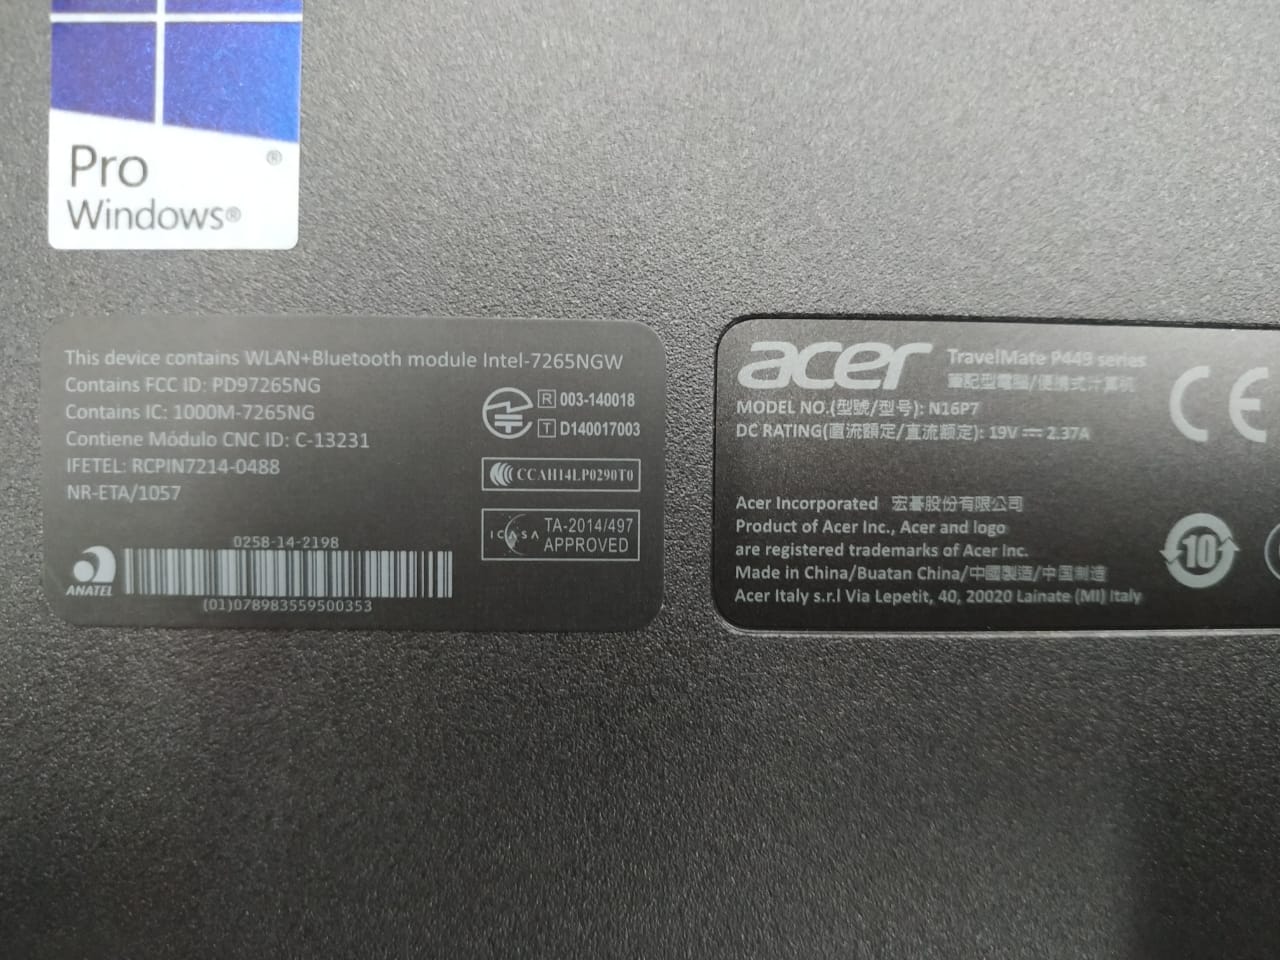 Pro ®
Windows®
This device contains WLAN+Bluetooth module Intel-7265NGW
Contains FCC ID: PD97265NG
Contains IC: 1000M-7265NG
Contiene Módulo CNC ID: C-13231
IFETEL: RCPIN7214-0488
NR-ETA/1057
R 003-140018
T D140017003
CCAH14LP0290T0
ICASA TA-2014/497
APPROVED
0258-14-2198
ANATEL
(01)078983559500353
acer TravelMate P449 series
筆記型電腦/便携式计算机
MODEL NO.(型號/型号): N16P7
DC RATING(直流額定/直流额定): 19V ⎓ 2.37A
CE
Acer Incorporated 宏碁股份有限公司
Product of Acer Inc., Acer and logo
are registered trademarks of Acer Inc.
Made in China/Buatan China/中國製造/中国制造
Acer Italy s.r.l Via Lepetit, 40, 20020 Lainate (MI) Italy
10